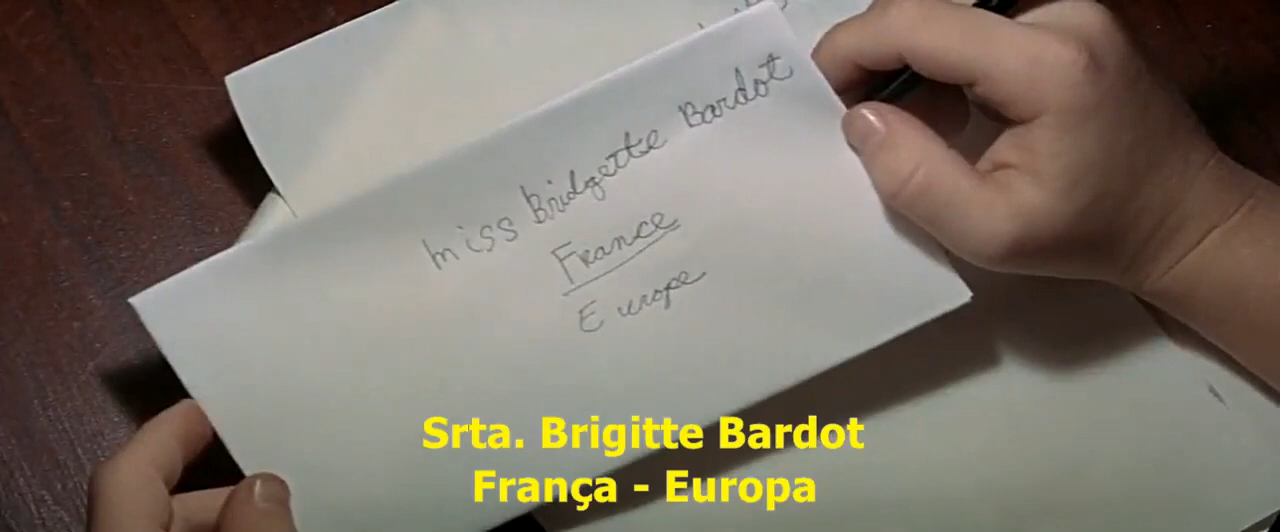 miss Bridgette Bardot
France
Europe
Srta. Brigitte Bardot
França - Europa